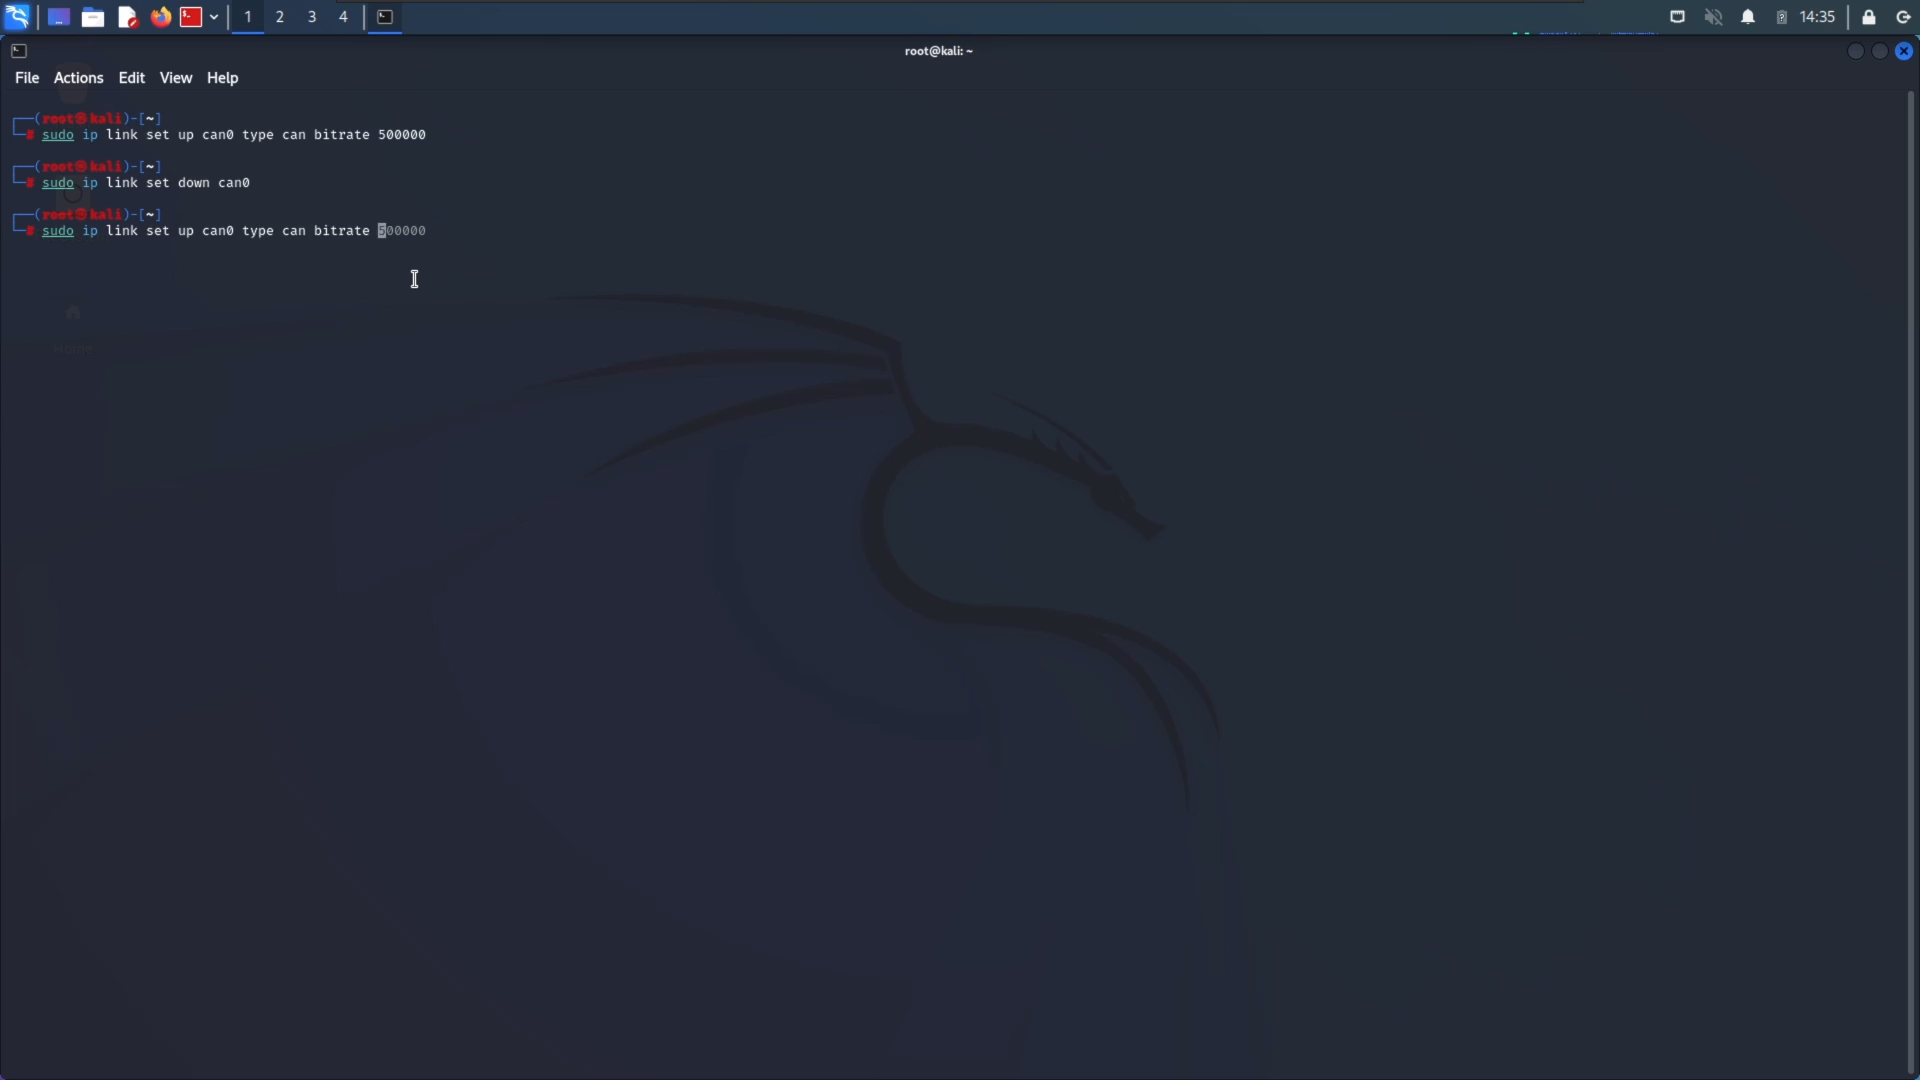 1 2 3 4 14:35
root@kali: ~
File Actions Edit View Help
┌──(root㉿kali)-[~]
└─# sudo ip link set up can0 type can bitrate 500000
┌──(root㉿kali)-[~]
└─# sudo ip link set down can0
┌──(root㉿kali)-[~]
└─# sudo ip link set up can0 type can bitrate 500000
Home